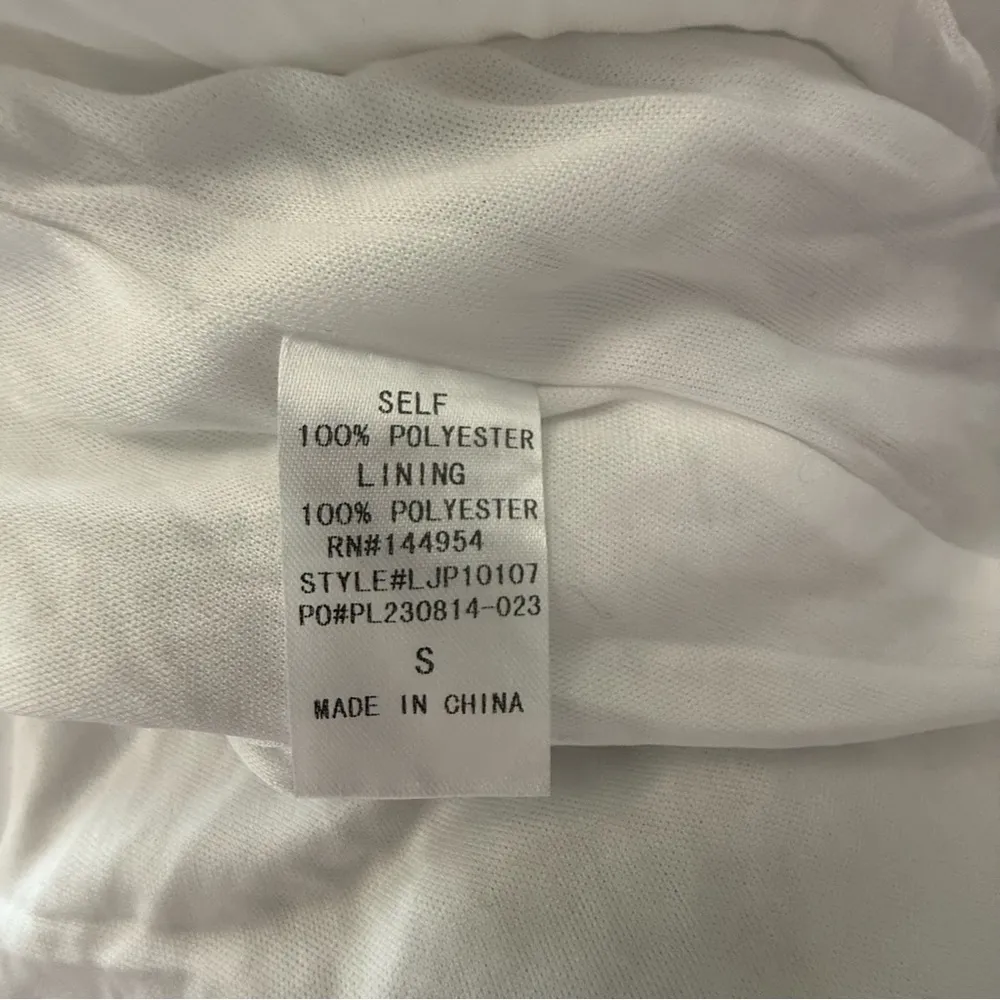 SELF
100% POLYESTER
LINING
100% POLYESTER
RN#144954
STYLE#LJP10107
PO#PL230814-023
S
MADE IN CHINA